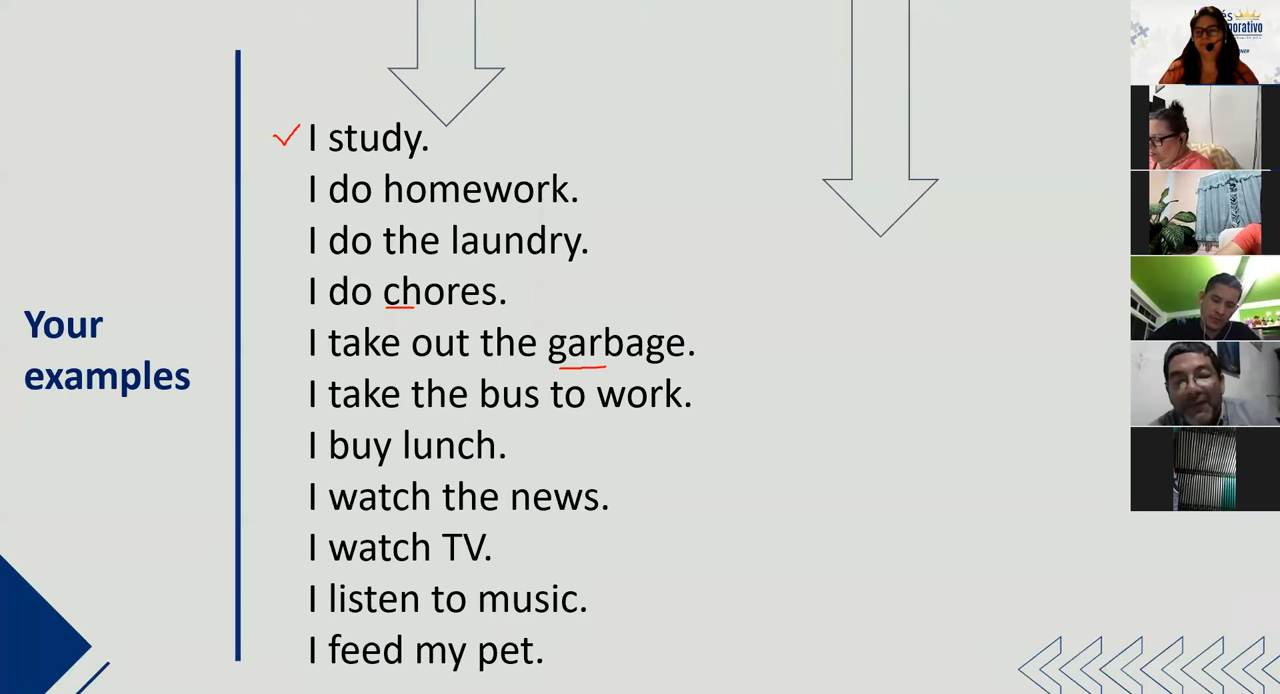 Your
examples
I study.
I do homework.
I do the laundry.
I do chores.
I take out the garbage.
I take the bus to work.
I buy lunch.
I watch the news.
I watch TV.
I listen to music.
I feed my pet.